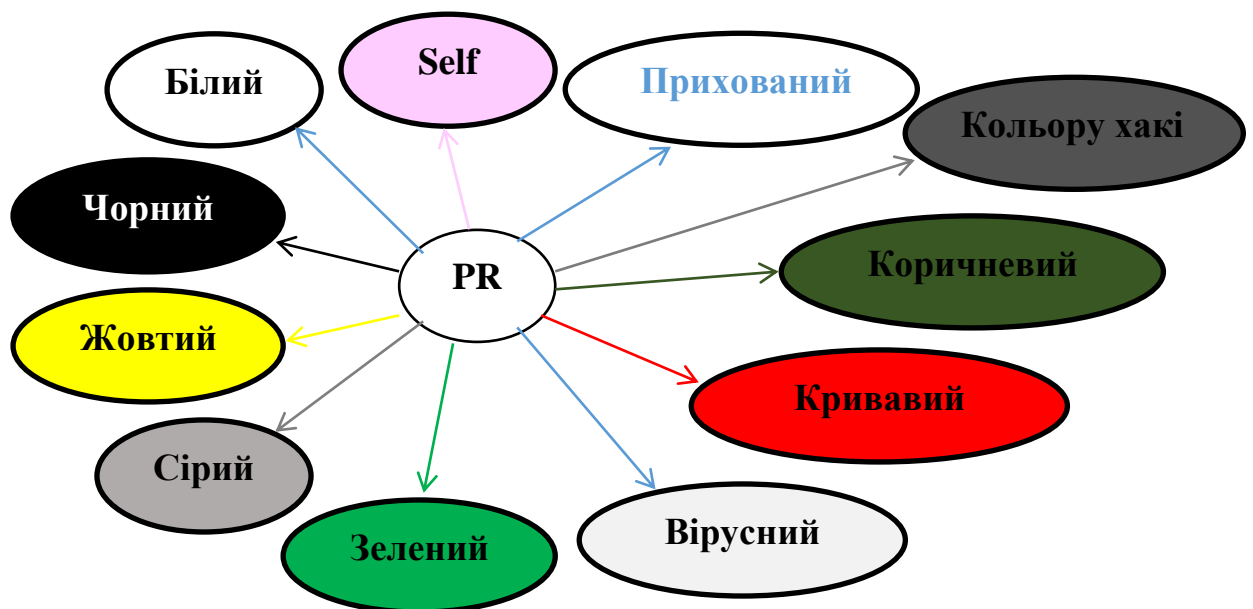 Self
Білий
Прихований
Кольору хакі
Чорний
PR
Коричневий
Жовтий
Кривавий
Сірий
Вірусний
Зелений